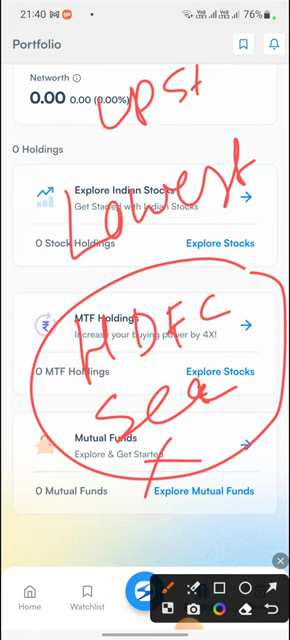 21:40
76%
Portfolio
Networth
0.00 0.00 (0.00%)
UPSt
0 Holdings
Lowest
Explore Indian Stocks
Get Started with Indian Stocks
0 Stock Holdings Explore Stocks
MTF Holdings
Increase your buying power by 4X!
HDFC
0 MTF Holdings Explore Stocks
Mutual Funds
Explore & Get Started
0 Mutual Funds Explore Mutual Funds
Home
Watchlist